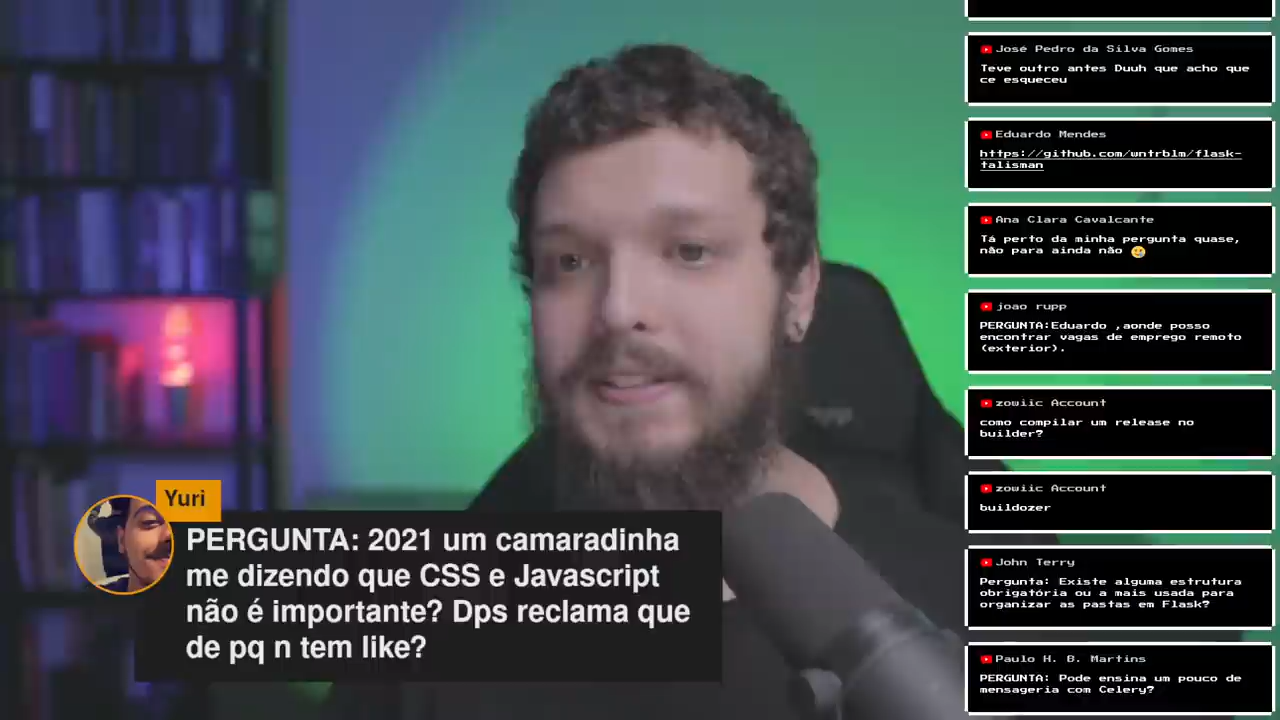 José Pedro da Silva Gomes
Teve outro antes Duuh que acho que
ce esqueceu
Eduardo Mendes
https://github.com/wntrblm/flask-
talisman
Ana Clara Cavalcante
Tá perto da minha pergunta quase,
não para ainda não
joao rupp
PERGUNTA:Eduardo ,aonde posso
encontrar vagas de emprego remoto
(exterior).
zowiic Account
como compilar um release no
builder?
zowiic Account
buildozer
John Terry
Pergunta: Existe alguma estrutura
obrigatória ou a mais usada para
organizar as pastas em Flask?
Paulo H. B. Martins
PERGUNTA: Pode ensina um pouco de
mensageria com Celery?
Yuri
PERGUNTA: 2021 um camaradinha
me dizendo que CSS e Javascript
não é importante? Dps reclama que
de pq n tem like?